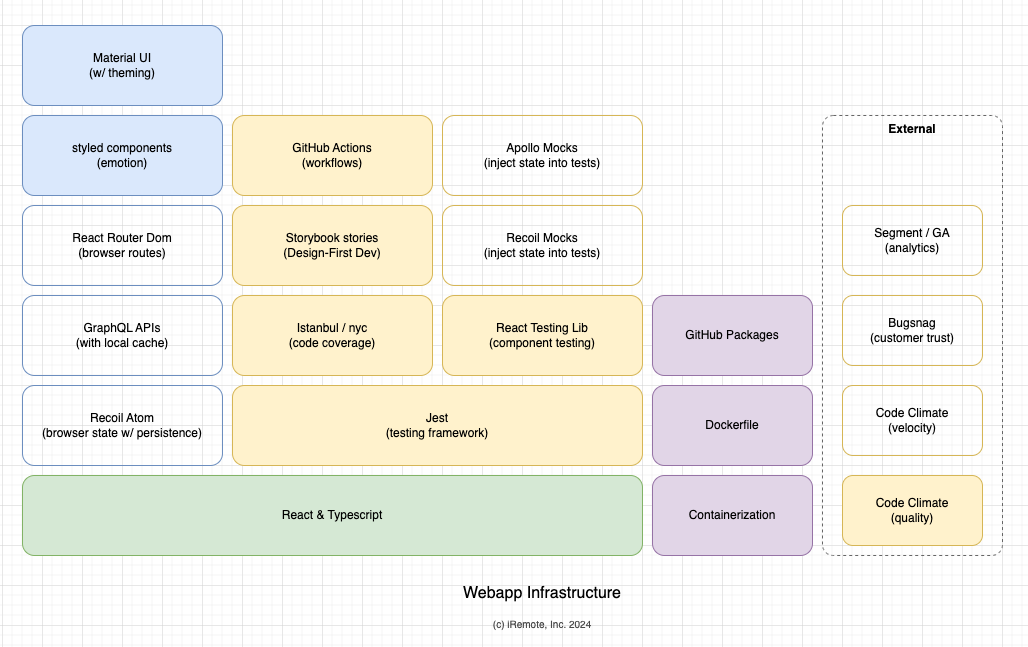 Material UI
(w/ theming)
styled components
(emotion)
GitHub Actions
(workflows)
Apollo Mocks
(inject state into tests)
External
React Router Dom
(browser routes)
Storybook stories
(Design-First Dev)
Recoil Mocks
(inject state into tests)
Segment / GA
(analytics)
GraphQL APIs
(with local cache)
Istanbul / nyc
(code coverage)
React Testing Lib
(component testing)
GitHub Packages
Bugsnag
(customer trust)
Recoil Atom
(browser state w/ persistence)
Jest
(testing framework)
Dockerfile
Code Climate
(velocity)
React & Typescript
Containerization
Code Climate
(quality)
Webapp Infrastructure
(c) iRemote, Inc. 2024